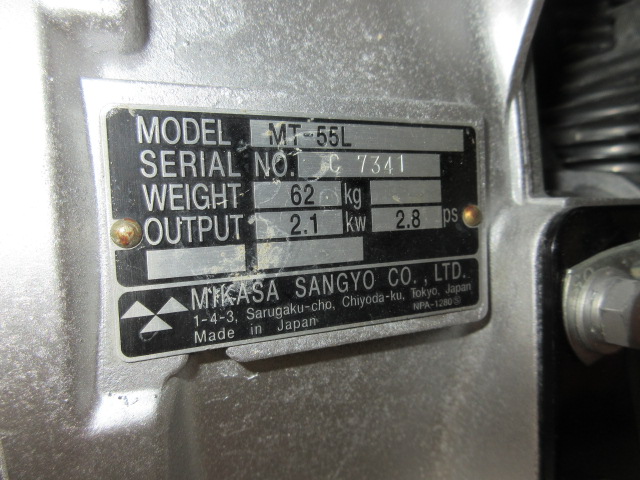 MODEL MT-55L
SERIAL NO. C 7341
WEIGHT 62 kg
OUTPUT 2.1 kw 2.8 ps
MIKASA SANGYO CO., LTD.
1-4-3, Sarugaku-cho, Chiyoda-ku, Tokyo, Japan
Made in Japan NPA-1280